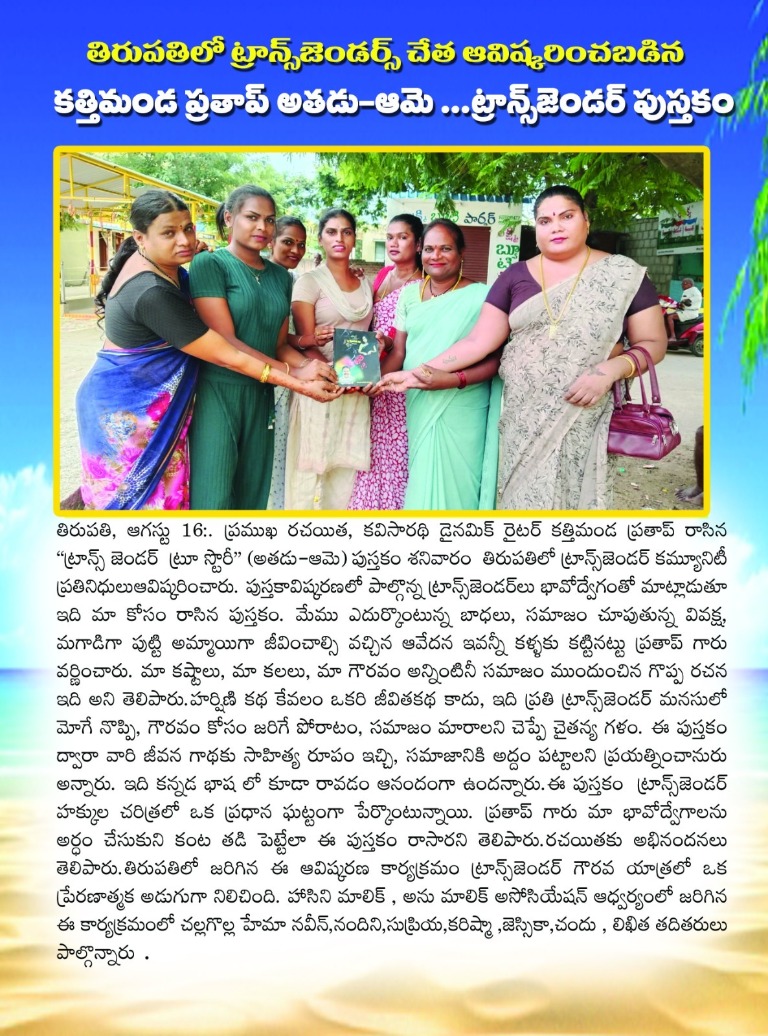 తిరుపతిలో ట్రాన్స్‌జెండర్స్ చేత ఆవిష్కరించబడిన
కత్తిమండ ప్రతాప్ అతడు-ఆమె ...ట్రాన్స్‌జెండర్ పుస్తకం
పార్లర్
బ్యూ
టీ
తిరుపతి, ఆగస్టు 16:. ప్రముఖ రచయిత, కవిసారథి డైనమిక్ రైటర్ కత్తిమండ ప్రతాప్ రాసిన
“ట్రాన్స్ జెండర్ ట్రూ స్టోరీ” (అతడు-ఆమె) పుస్తకం శనివారం తిరుపతిలో ట్రాన్స్‌జెండర్ కమ్యూనిటీ
ప్రతినిధులుఆవిష్కరించారు. పుస్తకావిష్కరణలో పాల్గొన్న ట్రాన్స్‌జెండర్‌లు భావోద్వేగంతో మాట్లాడుతూ
ఇది మా కోసం రాసిన పుస్తకం. మేము ఎదుర్కొంటున్న బాధలు, సమాజం చూపుతున్న వివక్ష,
మగాడిగా పుట్టి అమ్మాయిగా జీవించాల్సి వచ్చిన ఆవేదన ఇవన్నీ కళ్ళకు కట్టినట్టు ప్రతాప్ గారు
వర్ణించారు. మా కష్టాలు, మా కలలు, మా గౌరవం అన్నింటినీ సమాజం ముందుంచిన గొప్ప రచన
ఇది అని తెలిపారు.హర్షిణి కథ కేవలం ఒకరి జీవితకథ కాదు, ఇది ప్రతి ట్రాన్స్‌జెండర్ మనసులో
మోగే నొప్పి, గౌరవం కోసం జరిగే పోరాటం, సమాజం మారాలని చెప్పే చైతన్య గళం. ఈ పుస్తకం
ద్వారా వారి జీవన గాథకు సాహిత్య రూపం ఇచ్చి, సమాజానికి అద్దం పట్టాలని ప్రయత్నించానురు
అన్నారు. ఇది కన్నడ భాష లో కూడా రావడం ఆనందంగా ఉందన్నారు.ఈ పుస్తకం ట్రాన్స్‌జెండర్
హక్కుల చరిత్రలో ఒక ప్రధాన ఘట్టంగా పేర్కొంటున్నాయి. ప్రతాప్ గారు మా భావోద్వేగాలను
అర్ధం చేసుకుని కంట తడి పెట్టేలా ఈ పుస్తకం రాసారని తెలిపారు.రచయితకు అభినందనలు
తెలిపారు.తిరుపతిలో జరిగిన ఈ ఆవిష్కరణ కార్యక్రమం ట్రాన్స్‌జెండర్ గౌరవ యాత్రలో ఒక
ప్రేరణాత్మక అడుగుగా నిలిచింది. హాసిని మాలిక్ , అను మాలిక్ అసోసియేషన్ ఆధ్వర్యంలో జరిగిన
ఈ కార్యక్రమంలో చల్లగొల్ల హేమా నవీన్,నందిని,సుప్రియ,కరిష్మా ,జెస్సికా,చందు , లిఖిత తదితరులు
పాల్గొన్నారు .